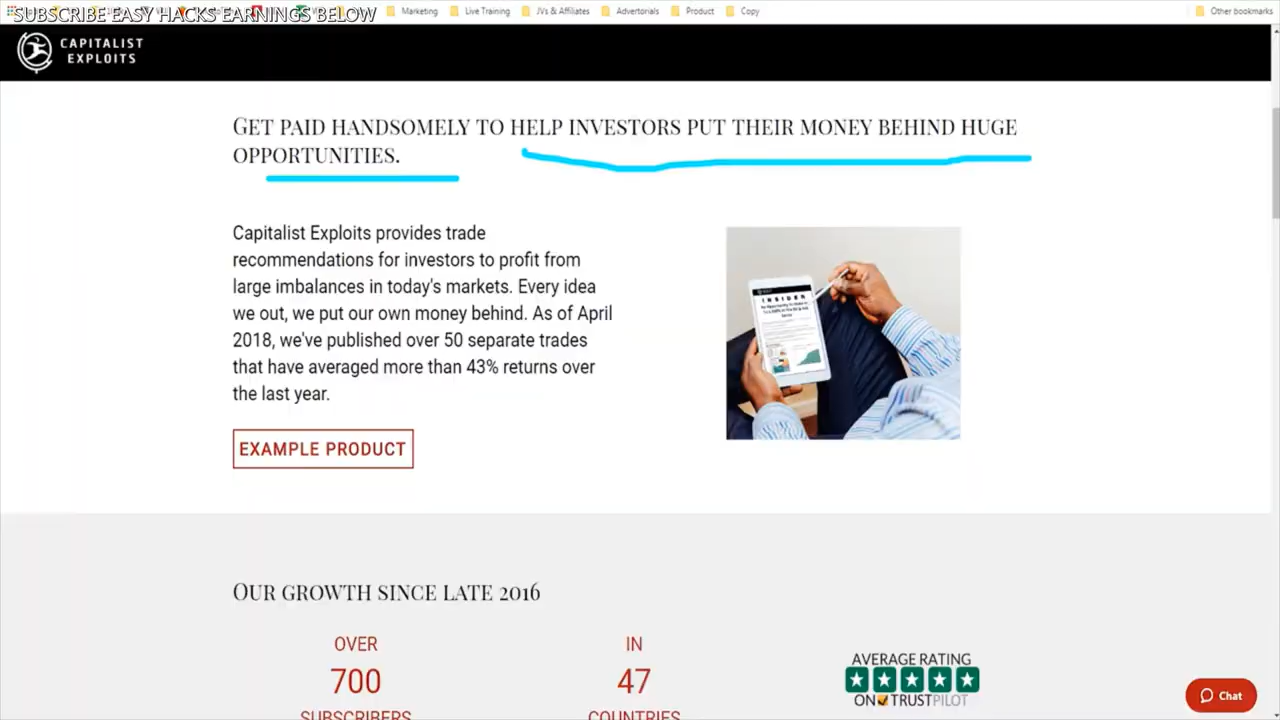 SUBSCRIBE EASY HACKS EARNINGS BELOW
Marketing
Live Training
JVs & Affiliates
Advertorials
Product
Copy
Other bookmarks
CAPITALIST
EXPLOITS
GET PAID HANDSOMELY TO HELP INVESTORS PUT THEIR MONEY BEHIND HUGE
OPPORTUNITIES.
Capitalist Exploits provides trade
recommendations for investors to profit from
large imbalances in today's markets. Every idea
we out, we put our own money behind. As of April
2018, we've published over 50 separate trades
that have averaged more than 43% returns over
the last year.
INSIDER
EXAMPLE PRODUCT
OUR GROWTH SINCE LATE 2016
OVER
700
SUBSCRIBERS
IN
47
COUNTRIES
AVERAGE RATING
ON TRUSTPILOT
Chat